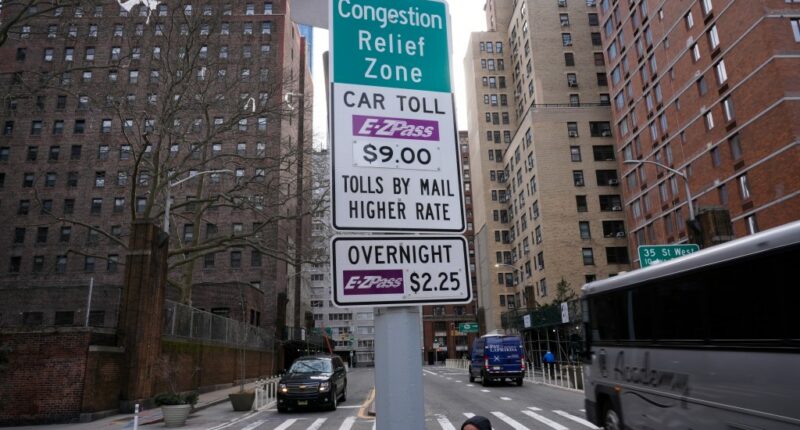 Congestion
Relief
Zone
CAR TOLL
E-ZPass
$9.00
TOLLS BY MAIL
HIGHER RATE
OVERNIGHT
E-ZPass $2.25
35 St West
Academy